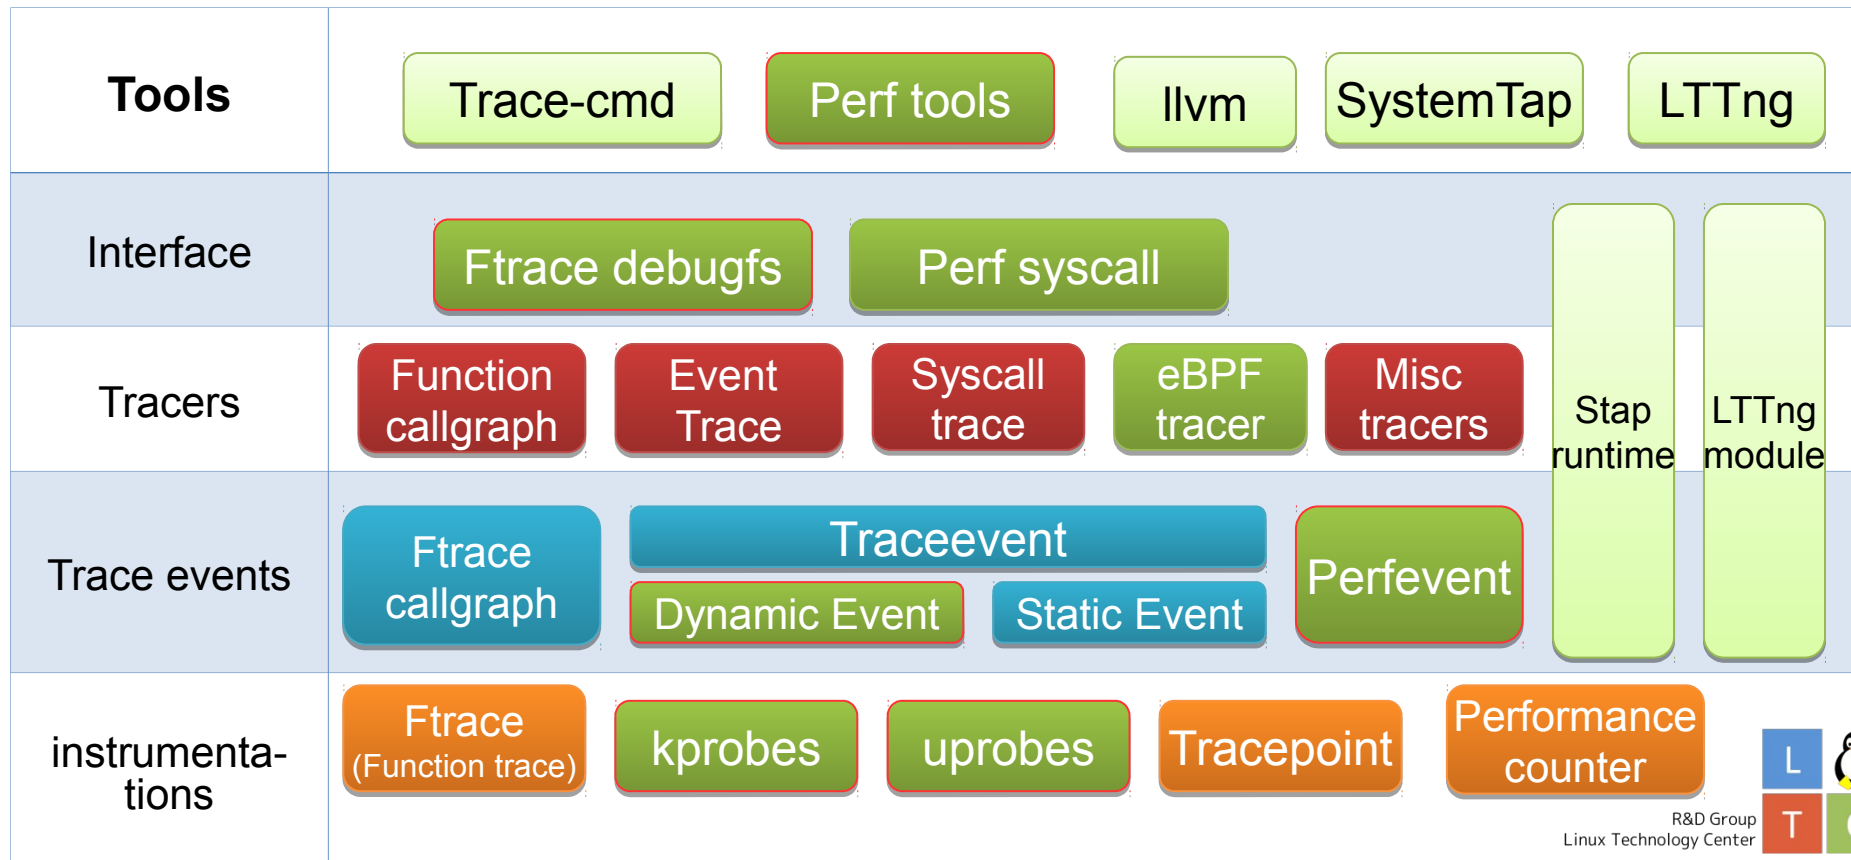 Tools
Trace-cmd
Perf tools
llvm
SystemTap
LTTng
Interface
Ftrace debugfs
Perf syscall
Tracers
Function
callgraph
Event
Trace
Syscall
trace
eBPF
tracer
Misc
tracers
Stap
runtime
LTTng
module
Trace events
Ftrace
callgraph
Traceevent
Dynamic Event
Static Event
Perfevent
instrumenta-
tions
Ftrace
(Function trace)
kprobes
uprobes
Tracepoint
Performance
counter
R&D Group
Linux Technology Center
L
T